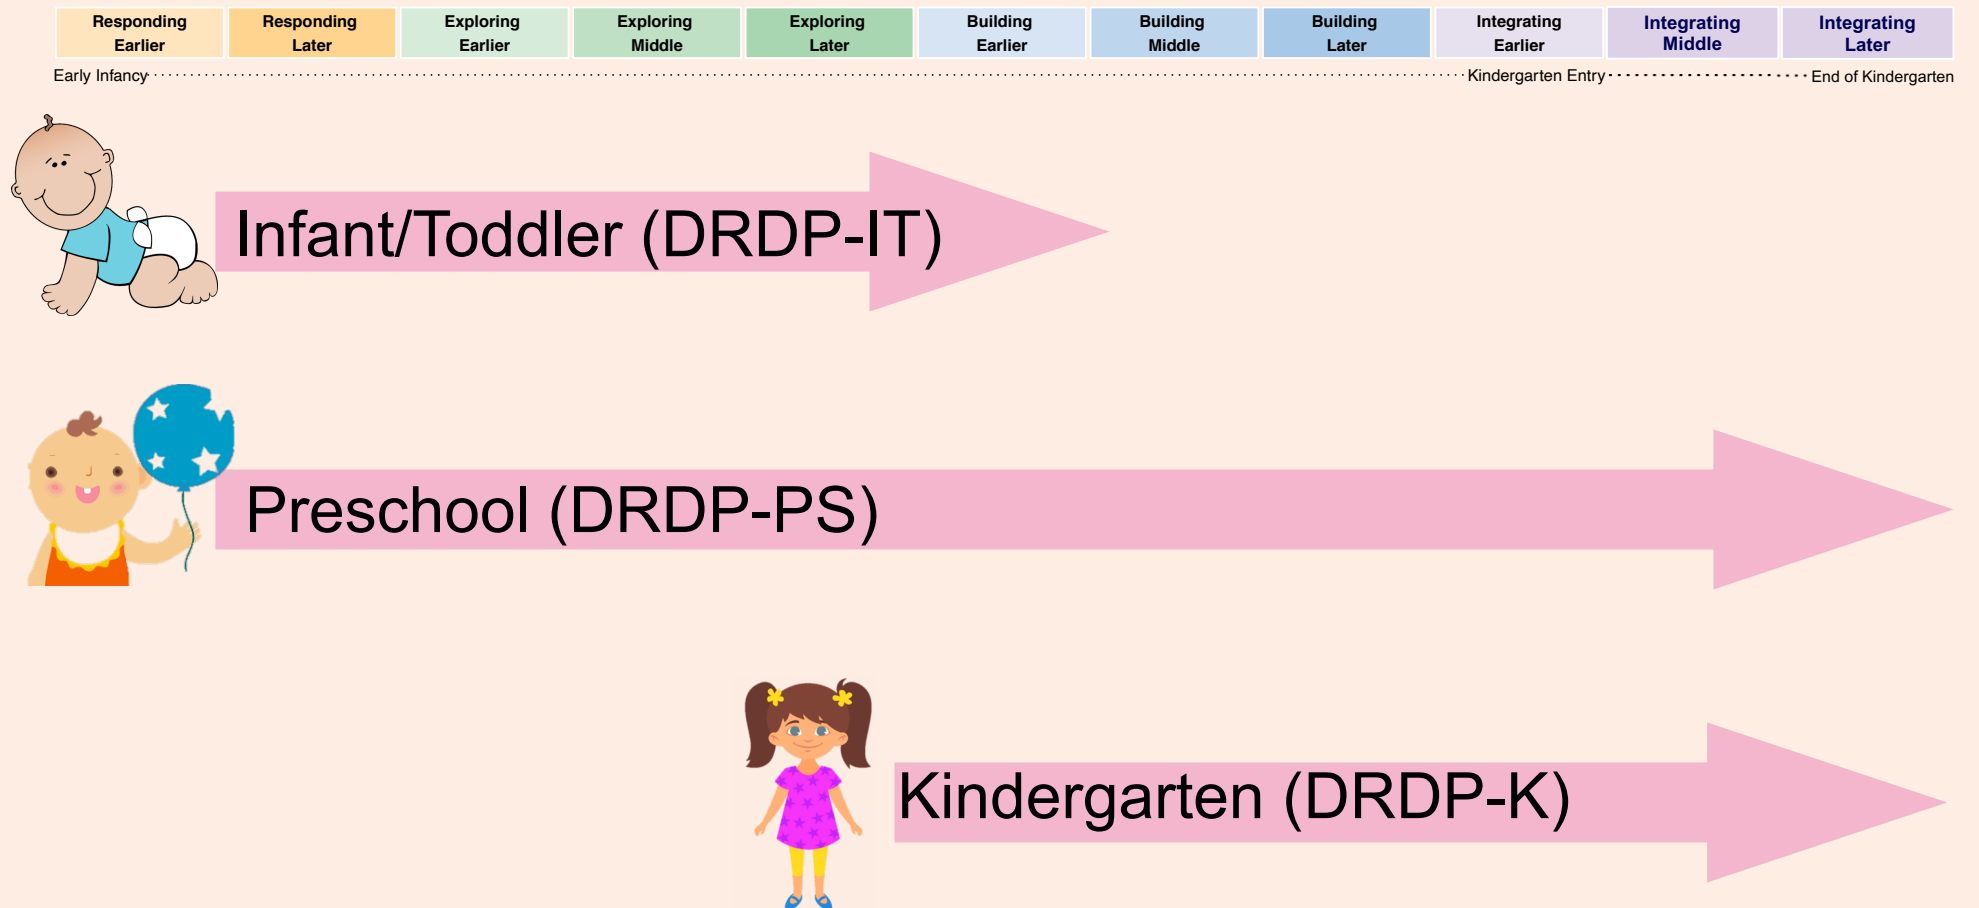 Responding Responding Exploring Exploring Exploring Building Building Building Integrating Integrating Integrating
Earlier Later Earlier Middle Later Earlier Middle Later Earlier Middle Later
Early Infancy Kindergarten Entry End of Kindergarten
Infant/Toddler (DRDP-IT)
Preschool (DRDP-PS)
Kindergarten (DRDP-K)